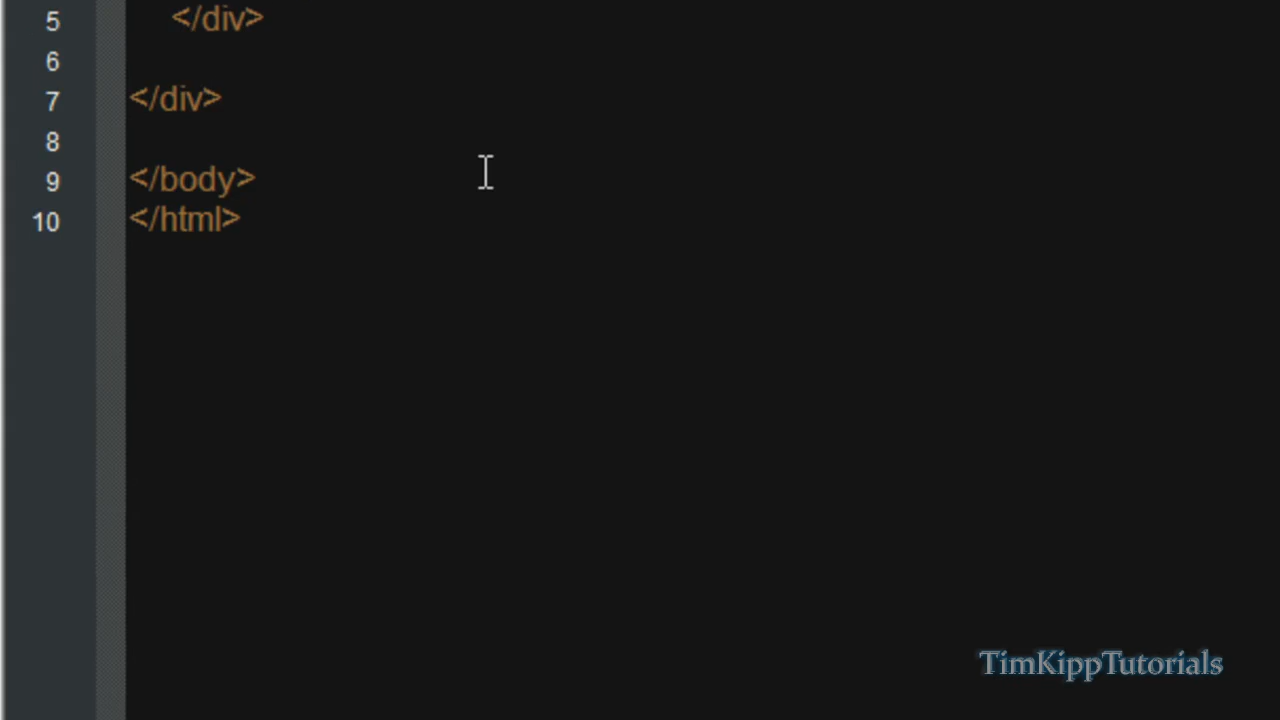 5 </div>
6
7 </div>
8
9 </body>
10 </html>
TimKippTutorials